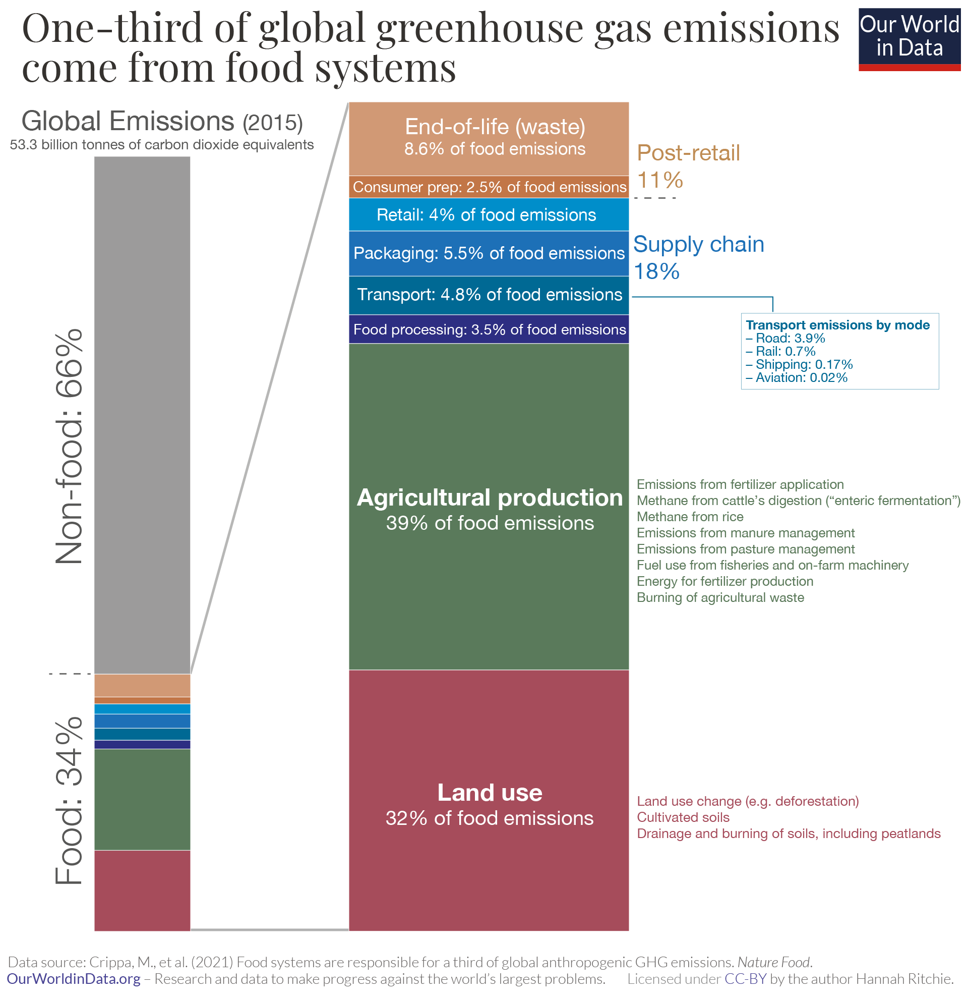 One-third of global greenhouse gas emissions
come from food systems
Our World
in Data
Global Emissions (2015)
53.3 billion tonnes of carbon dioxide equivalents
Non-food: 66%
Food: 34%
End-of-life (waste)
8.6% of food emissions
Consumer prep: 2.5% of food emissions
Retail: 4% of food emissions
Packaging: 5.5% of food emissions
Transport: 4.8% of food emissions
Food processing: 3.5% of food emissions
Agricultural production
39% of food emissions
Land use
32% of food emissions
Post-retail
11%
Supply chain
18%
Transport emissions by mode
– Road: 3.9%
– Rail: 0.7%
– Shipping: 0.17%
– Aviation: 0.02%
Emissions from fertilizer application
Methane from cattle’s digestion (“enteric fermentation”)
Methane from rice
Emissions from manure management
Emissions from pasture management
Fuel use from fisheries and on-farm machinery
Energy for fertilizer production
Burning of agricultural waste
Land use change (e.g. deforestation)
Cultivated soils
Drainage and burning of soils, including peatlands
Data source: Crippa, M., et al. (2021) Food systems are responsible for a third of global anthropogenic GHG emissions. Nature Food.
OurWorldinData.org – Research and data to make progress against the world’s largest problems. Licensed under CC-BY by the author Hannah Ritchie.